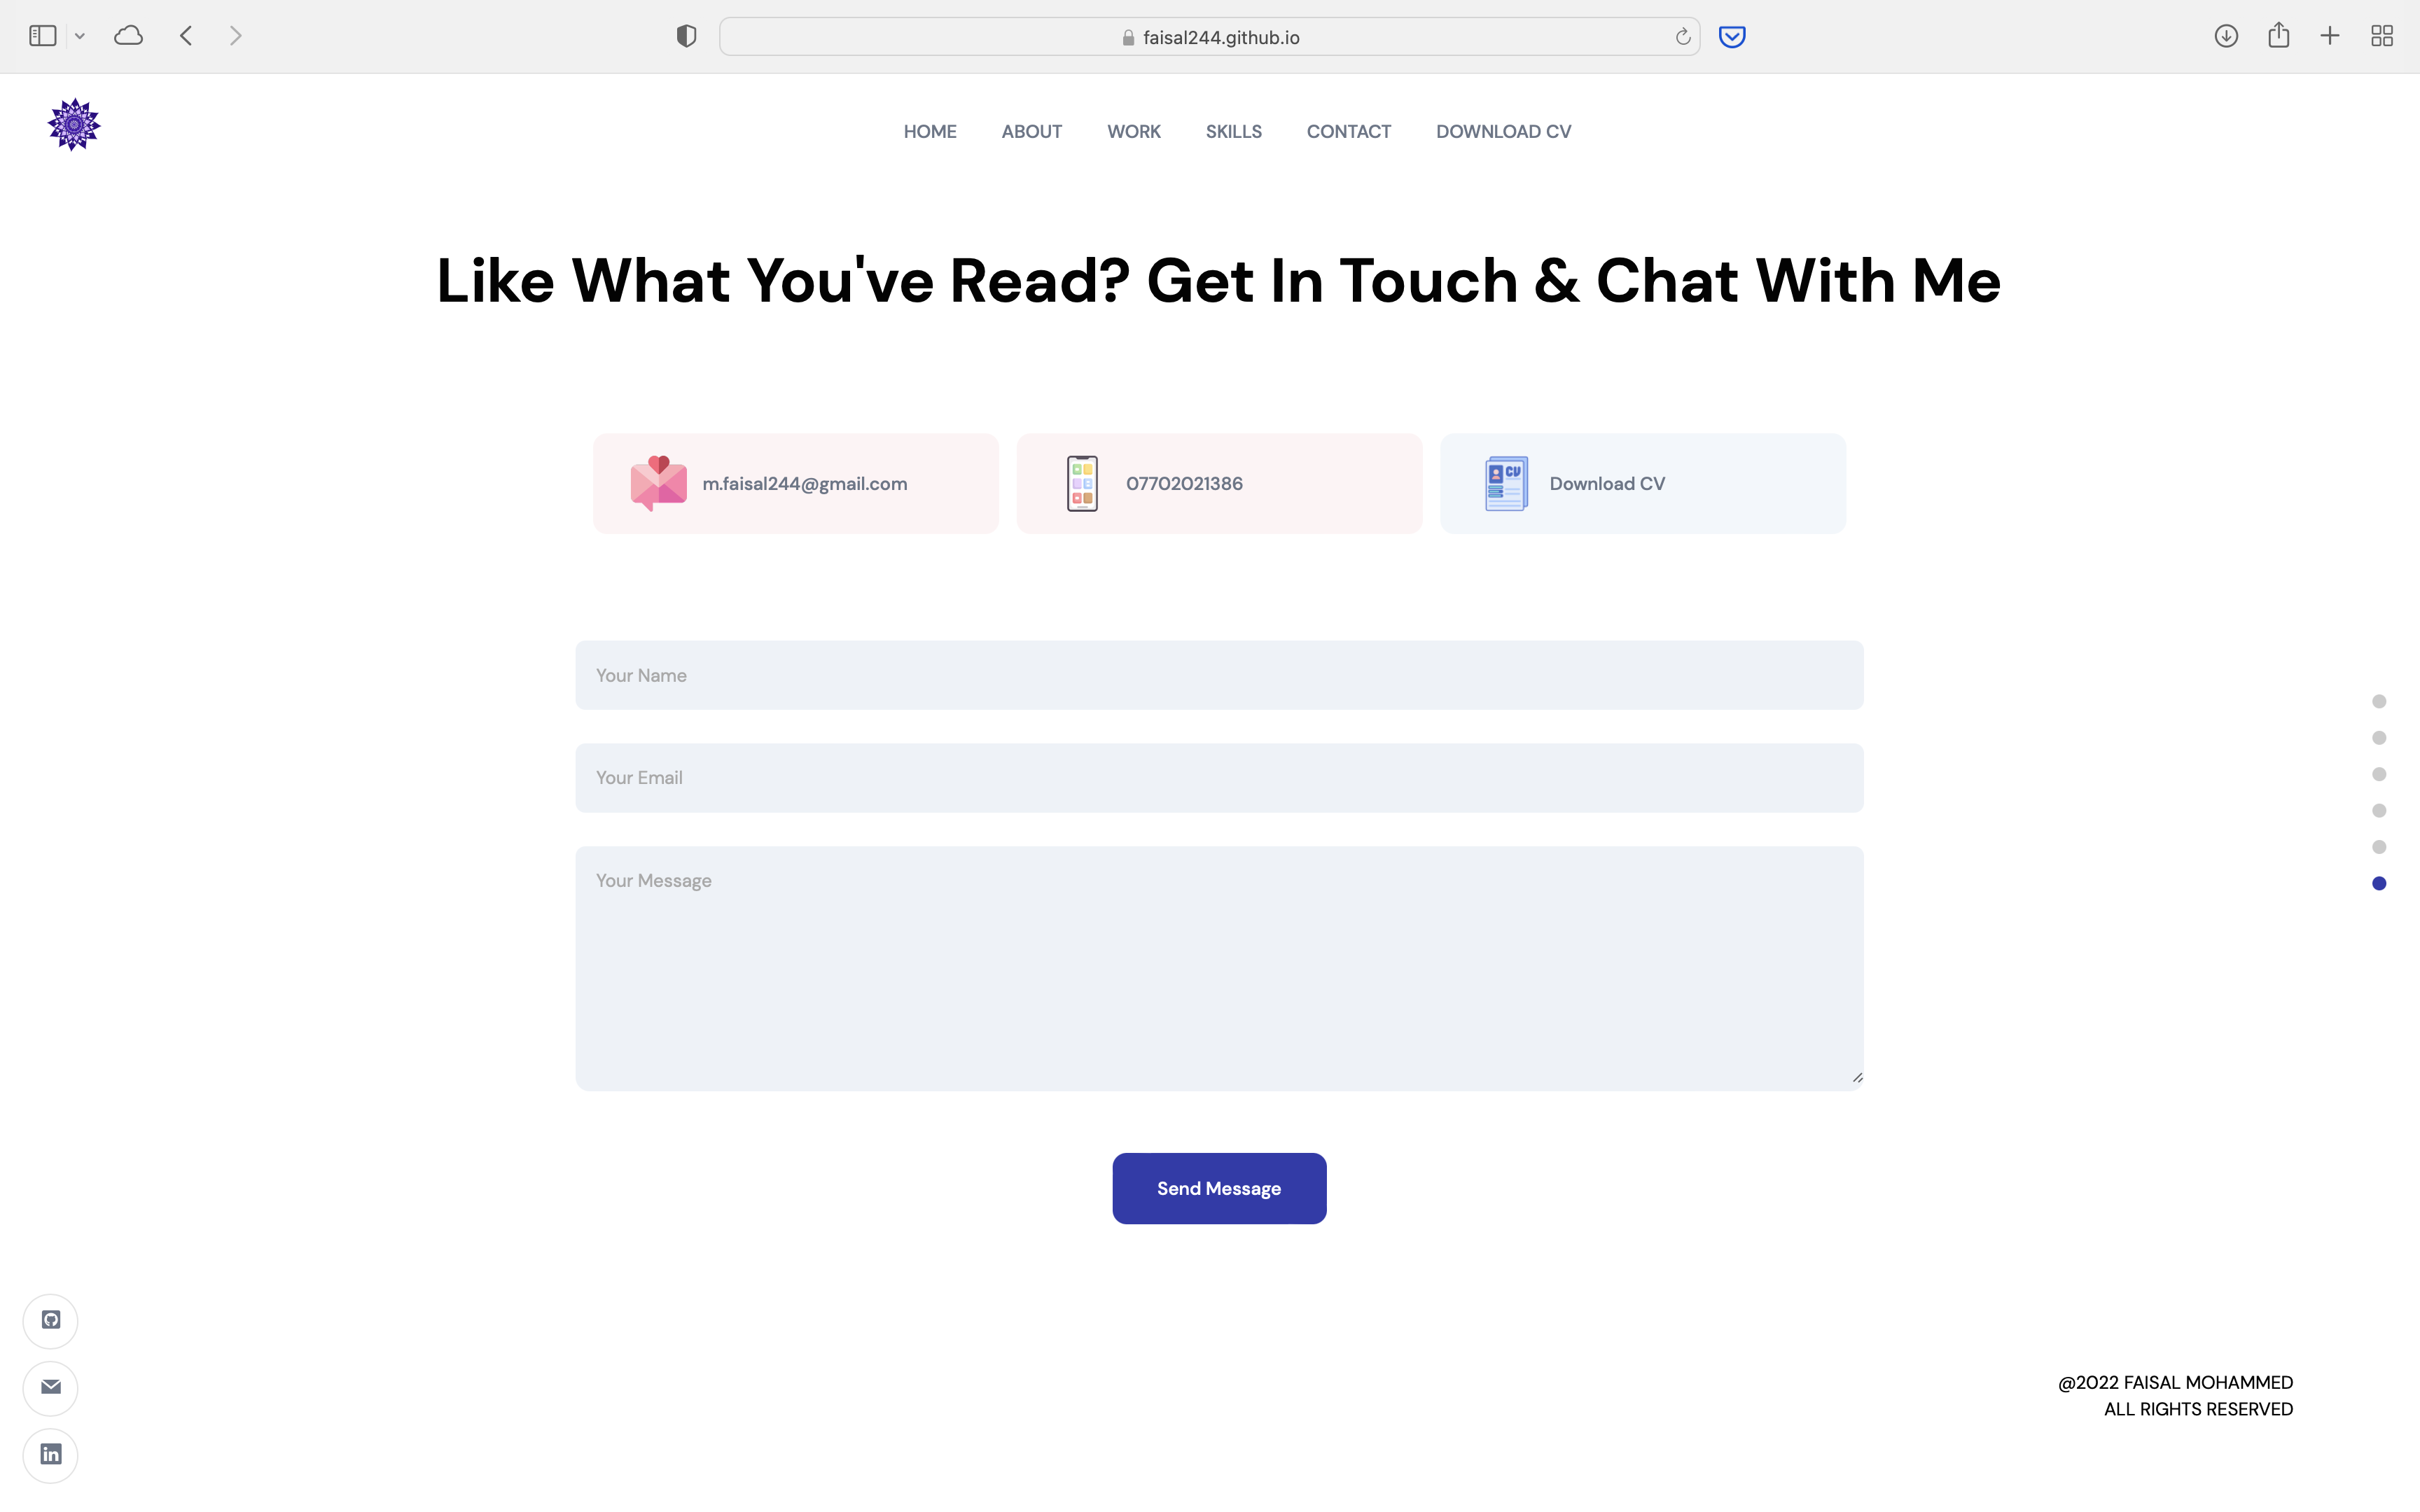 faisal244.github.io
HOME ABOUT WORK SKILLS CONTACT DOWNLOAD CV
Like What You've Read? Get In Touch & Chat With Me
m.faisal244@gmail.com
07702021386
CV
Download CV
Your Name
Your Email
Your Message
Send Message
in
@2022 FAISAL MOHAMMED
ALL RIGHTS RESERVED